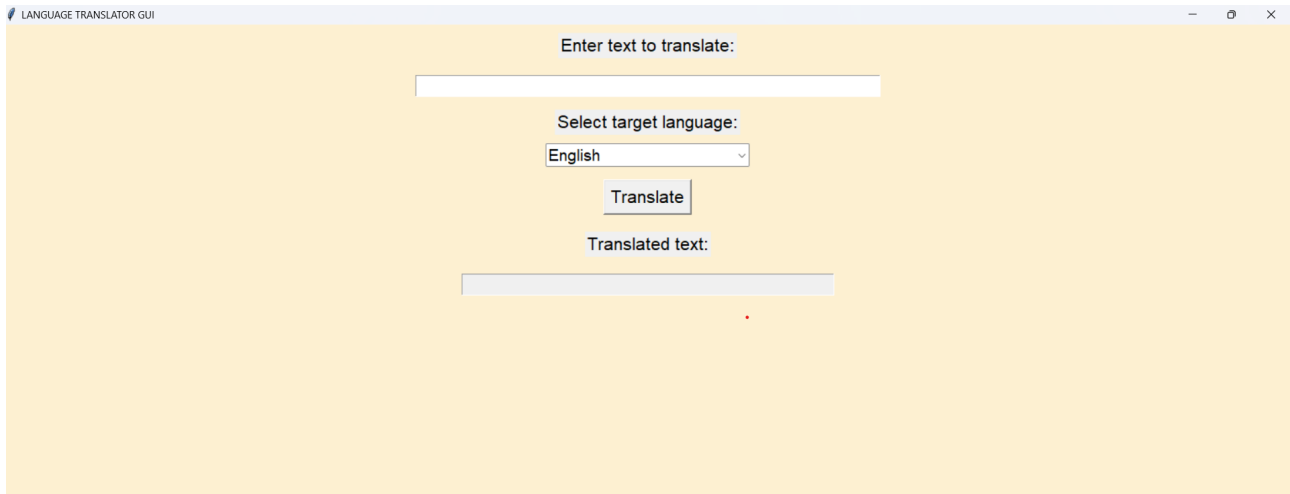 LANGUAGE TRANSLATOR GUI
Enter text to translate:
Select target language:
English
Translate
Translated text: